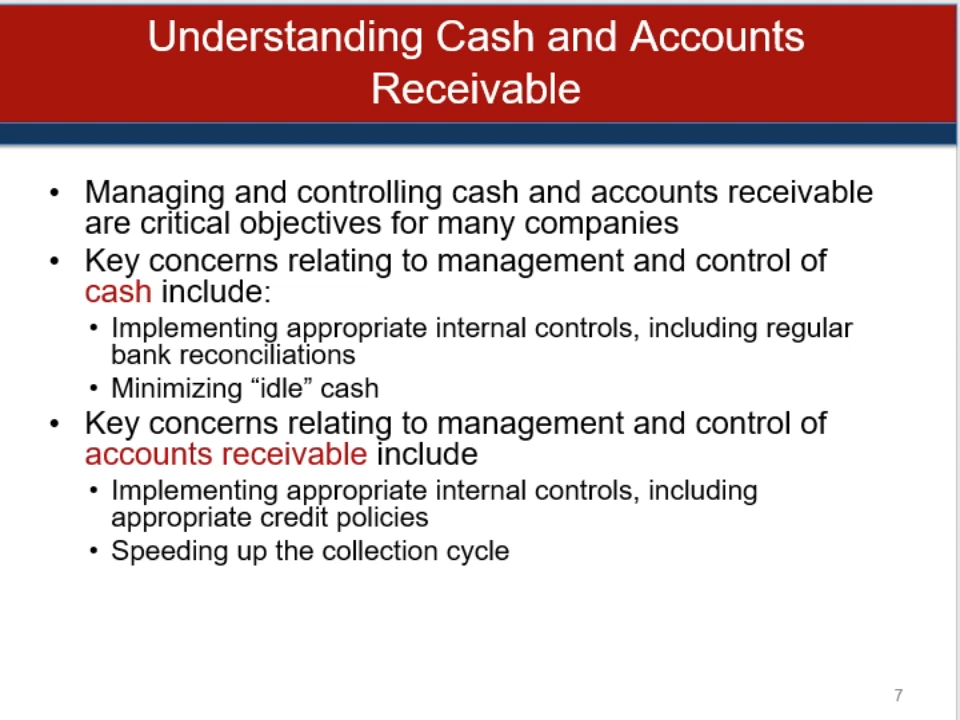 Understanding Cash and Accounts
Receivable
• Managing and controlling cash and accounts receivable
are critical objectives for many companies
• Key concerns relating to management and control of
cash include:
• Implementing appropriate internal controls, including regular
bank reconciliations
• Minimizing “idle” cash
• Key concerns relating to management and control of
accounts receivable include
• Implementing appropriate internal controls, including
appropriate credit policies
• Speeding up the collection cycle
7